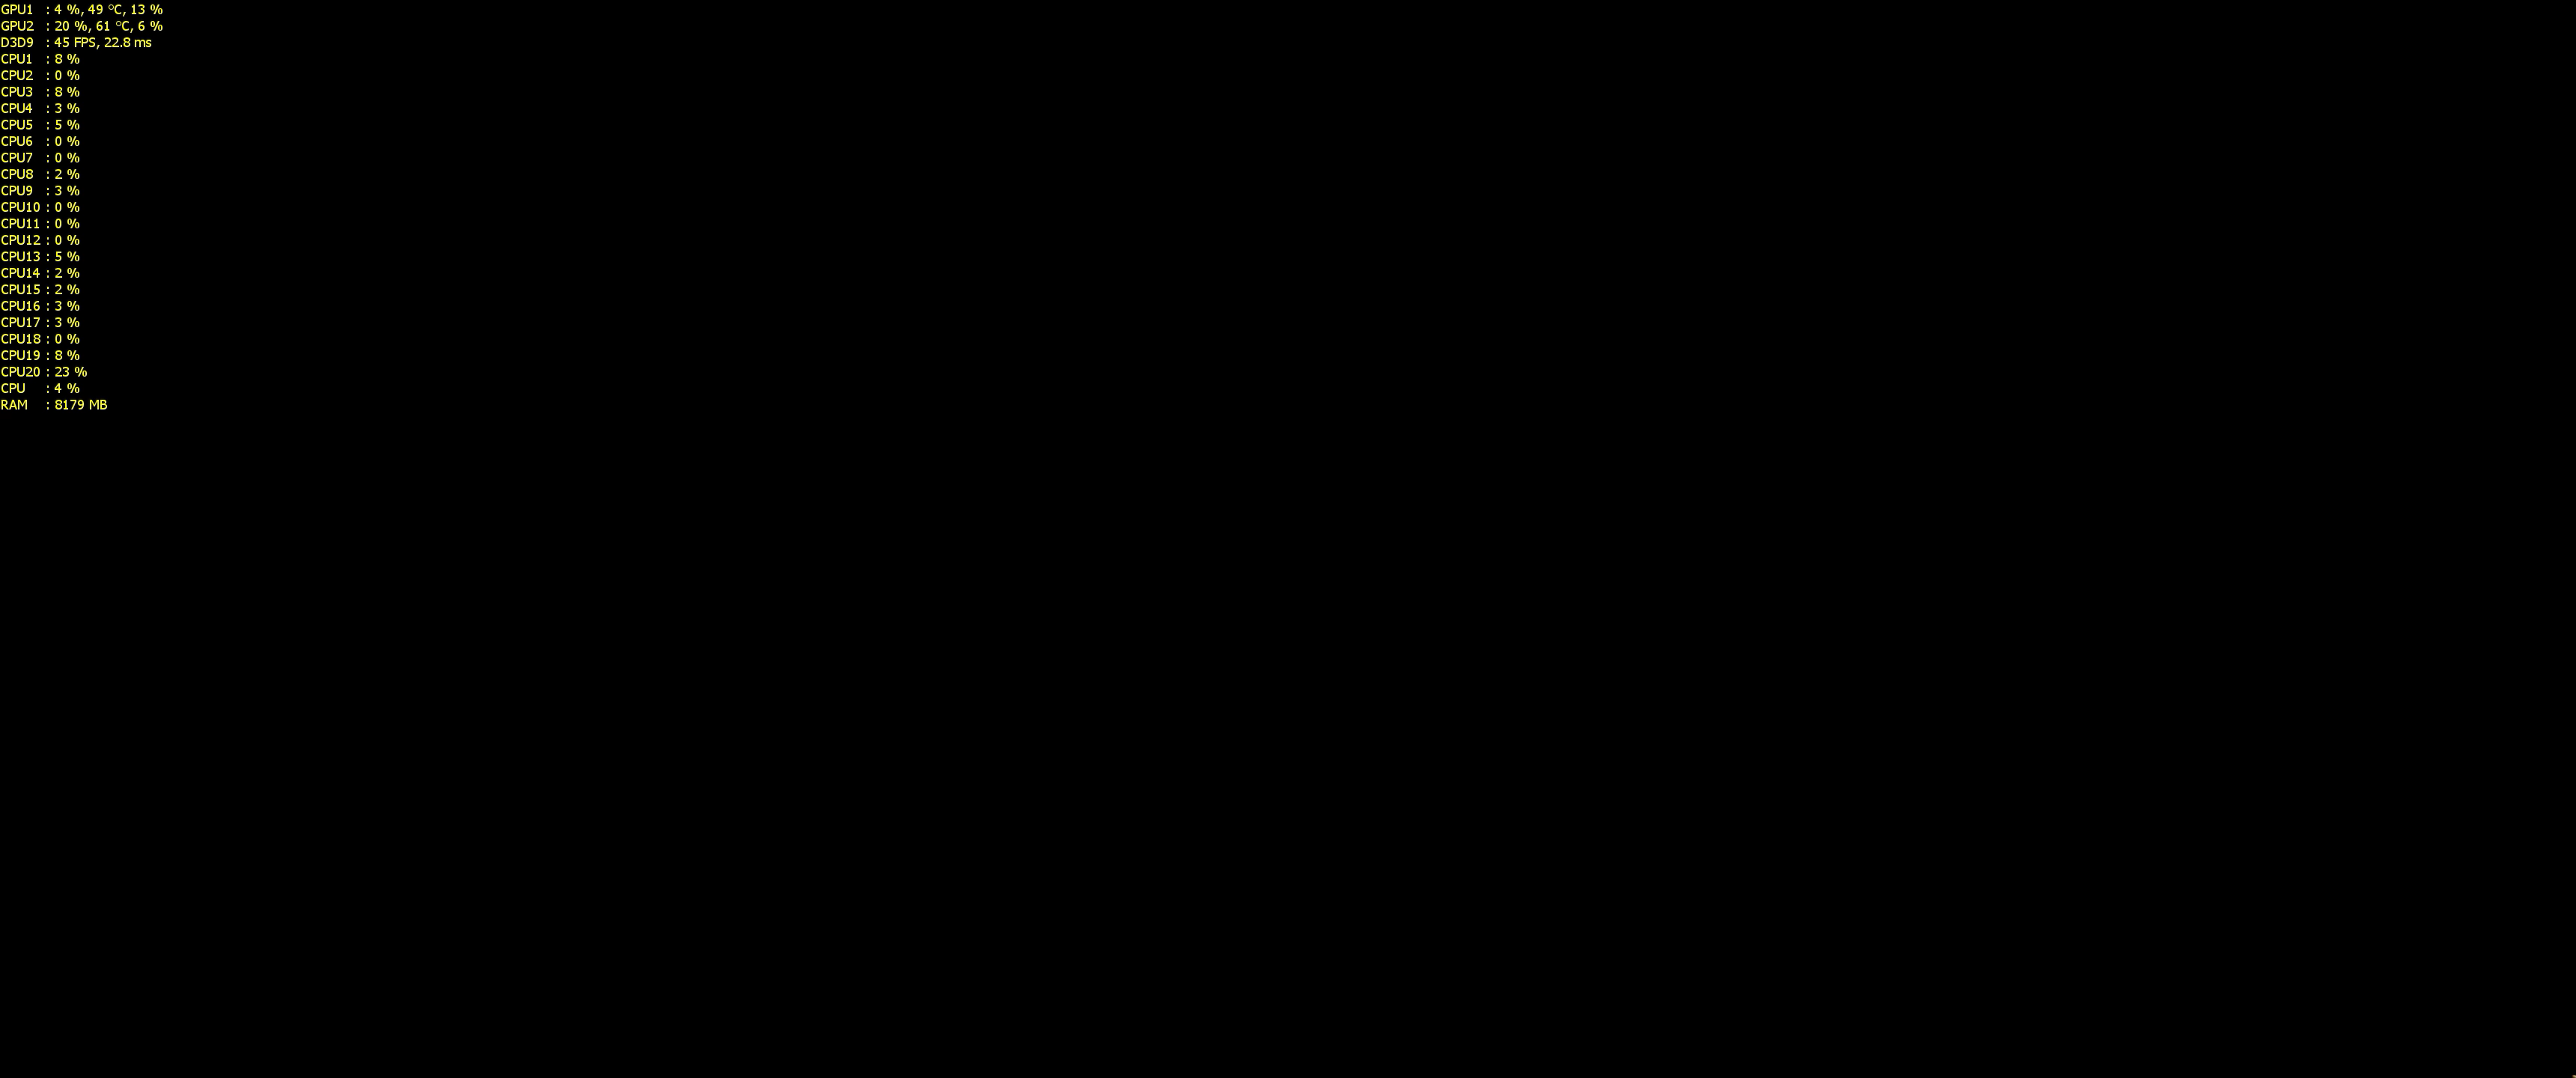 GPU1 : 4 %, 49 °C, 13 %
GPU2 : 20 %, 61 °C, 6 %
D3D9 : 45 FPS, 22.8 ms
CPU1 : 8 %
CPU2 : 0 %
CPU3 : 8 %
CPU4 : 3 %
CPU5 : 5 %
CPU6 : 0 %
CPU7 : 0 %
CPU8 : 2 %
CPU9 : 3 %
CPU10 : 0 %
CPU11 : 0 %
CPU12 : 0 %
CPU13 : 5 %
CPU14 : 2 %
CPU15 : 2 %
CPU16 : 3 %
CPU17 : 3 %
CPU18 : 0 %
CPU19 : 8 %
CPU20 : 23 %
CPU : 4 %
RAM : 8179 MB